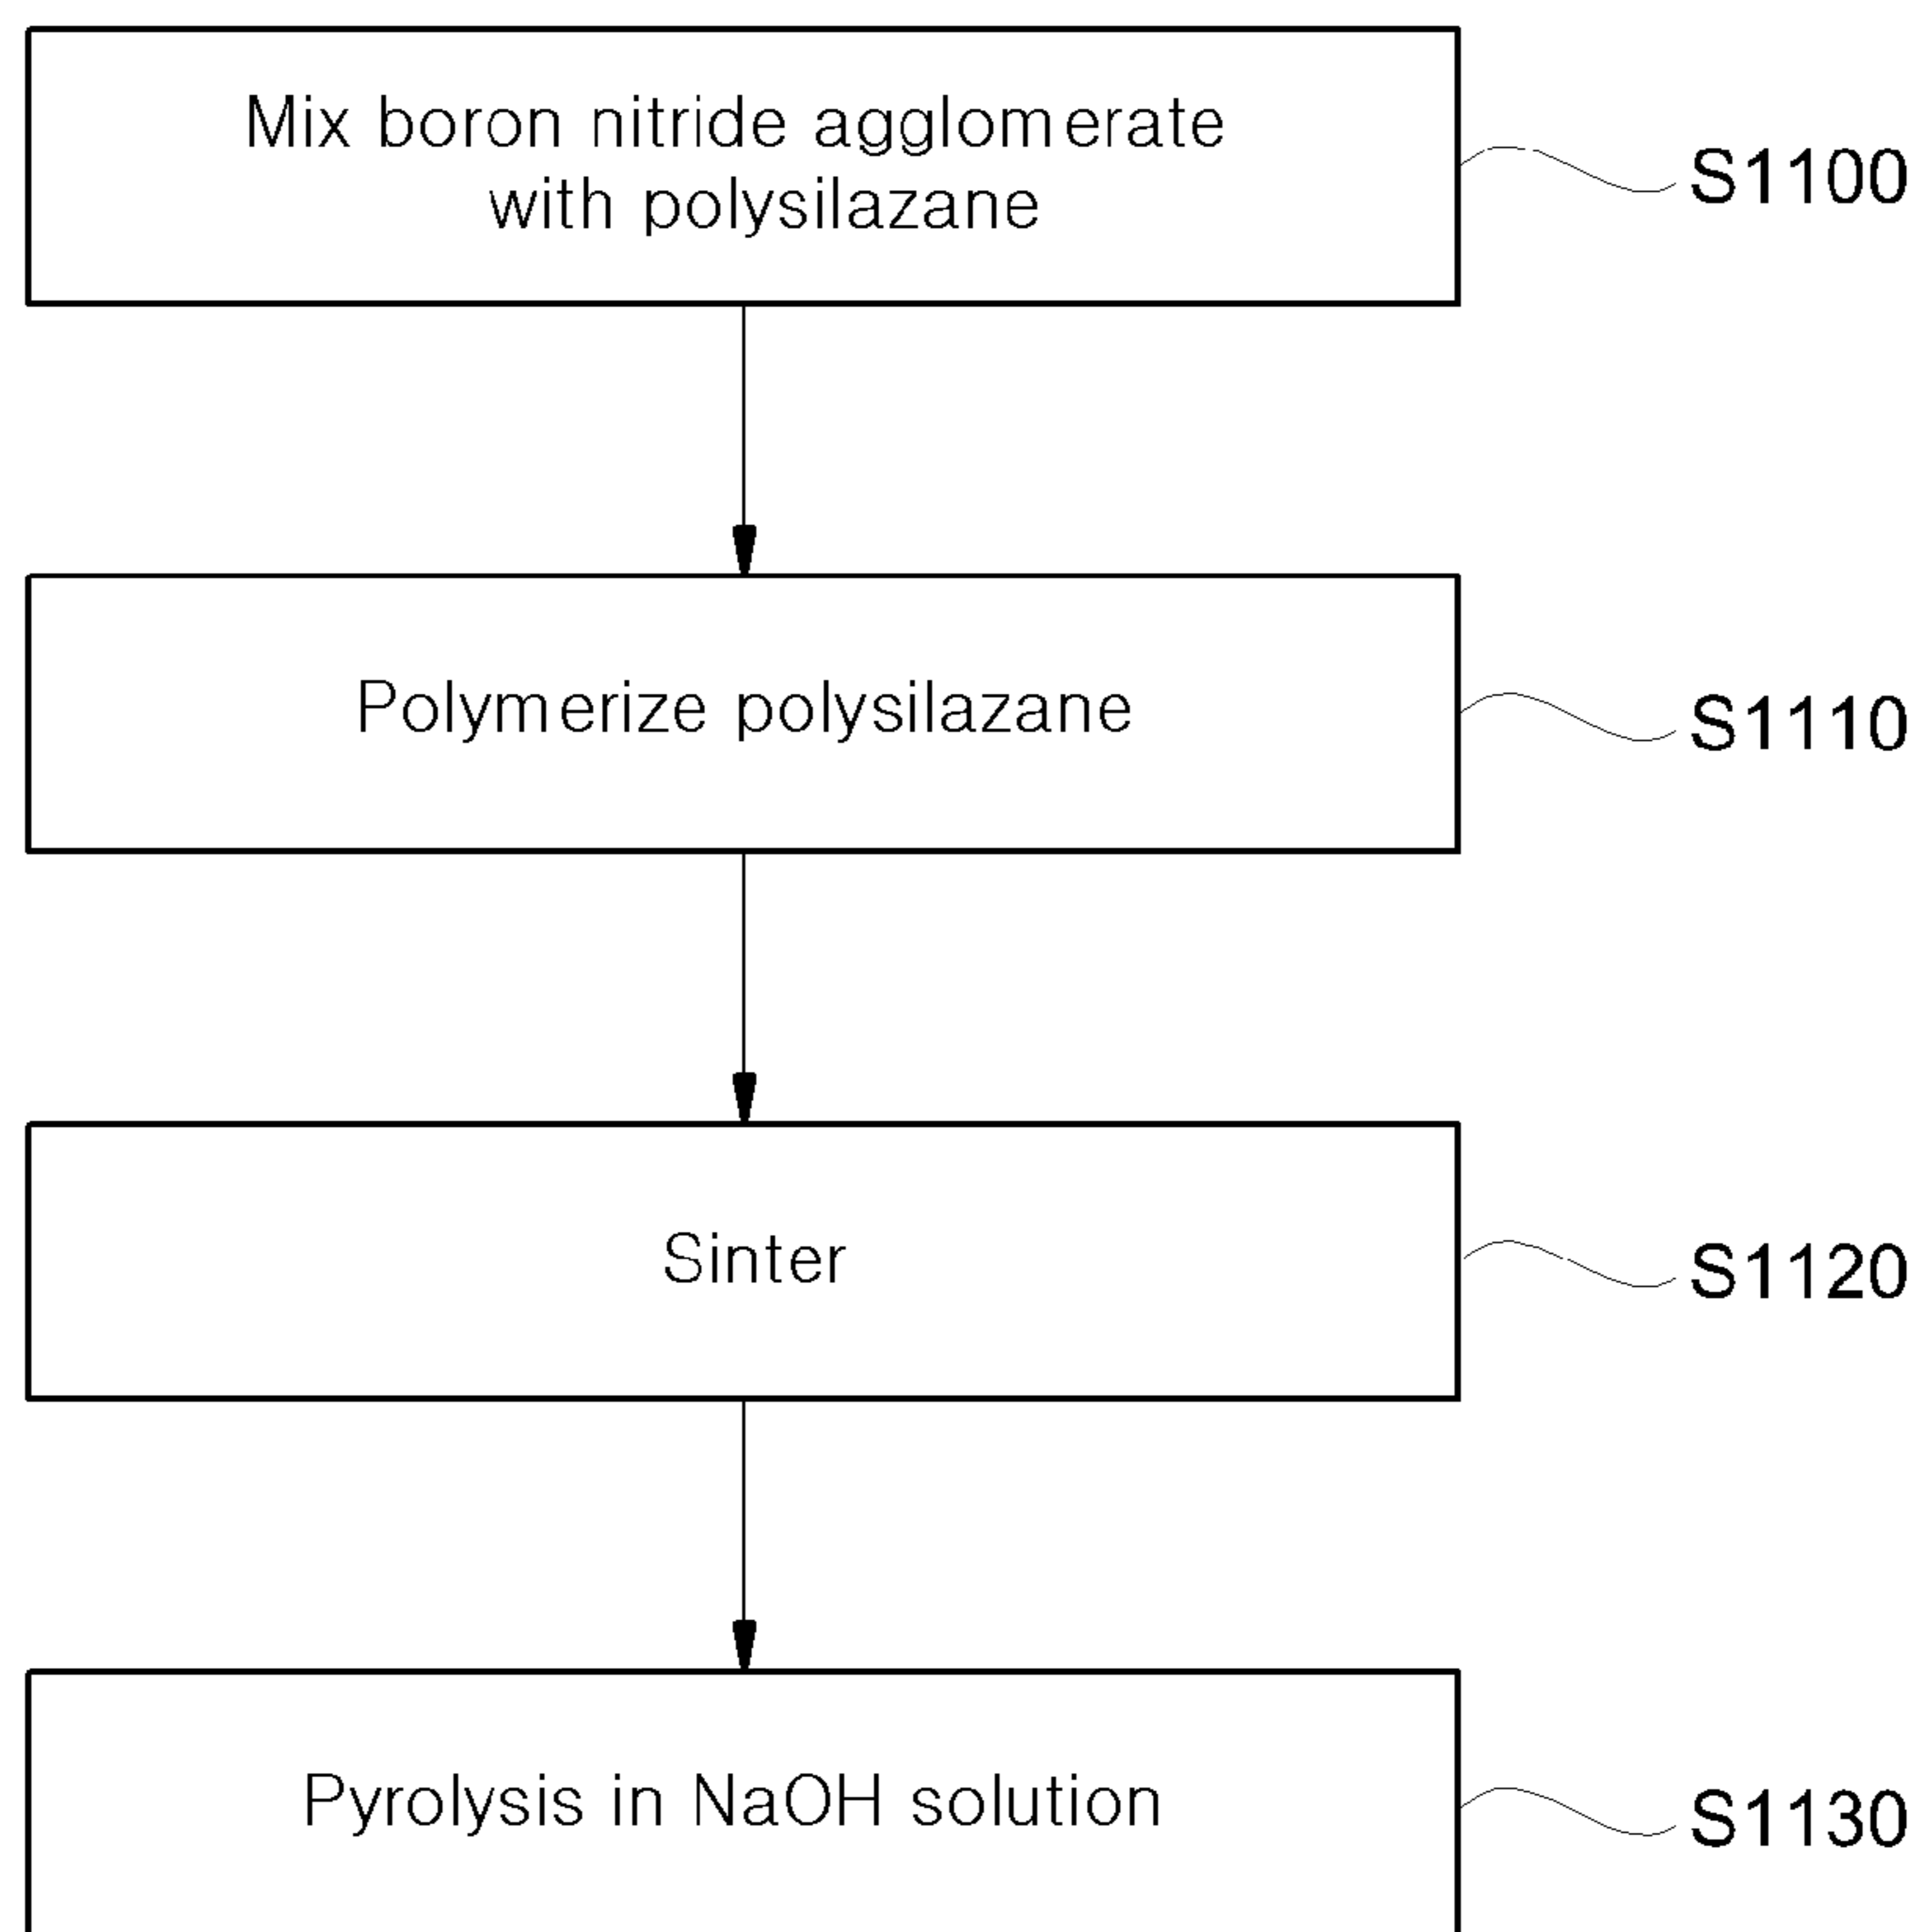 Mix boron nitride agglomerate
with polysilazane
S1100
Polymerize polysilazane
S1110
Sinter
S1120
Pyrolysis in NaOH solution
S1130